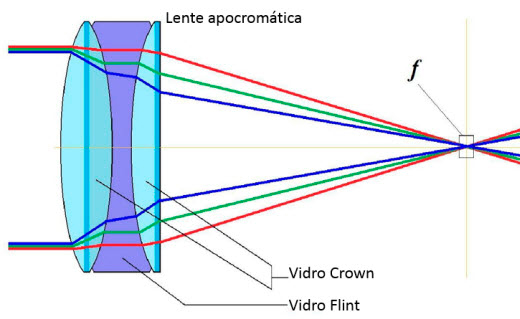 Lente apocromática
f
Vidro Crown
Vidro Flint